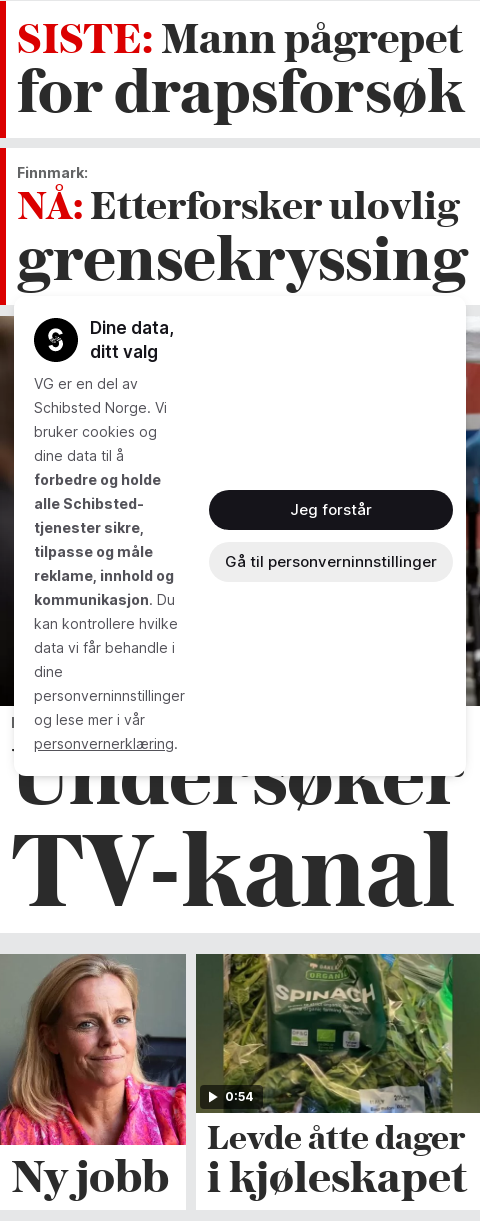 SISTE: Mann pågrepet
for drapsforsøk
Finnmark:
NÅ: Etterforsker ulovlig
grensekryssing
Dine data,
ditt valg
VG er en del av
Schibsted Norge. Vi
bruker cookies og
dine data til å
forbedre og holde
alle Schibsted-
tjenester sikre,
tilpasse og måle
reklame, innhold og
kommunikasjon. Du
kan kontrollere hvilke
data vi får behandle i
dine
personverninnstillinger
og lese mer i vår
personvernerklæring.
Jeg forstår
Gå til personverninnstillinger
Undersøker
TV-kanal
ORGANIC
SPINACH
0:54
Ny jobb
Levde åtte dager
i kjøleskapet